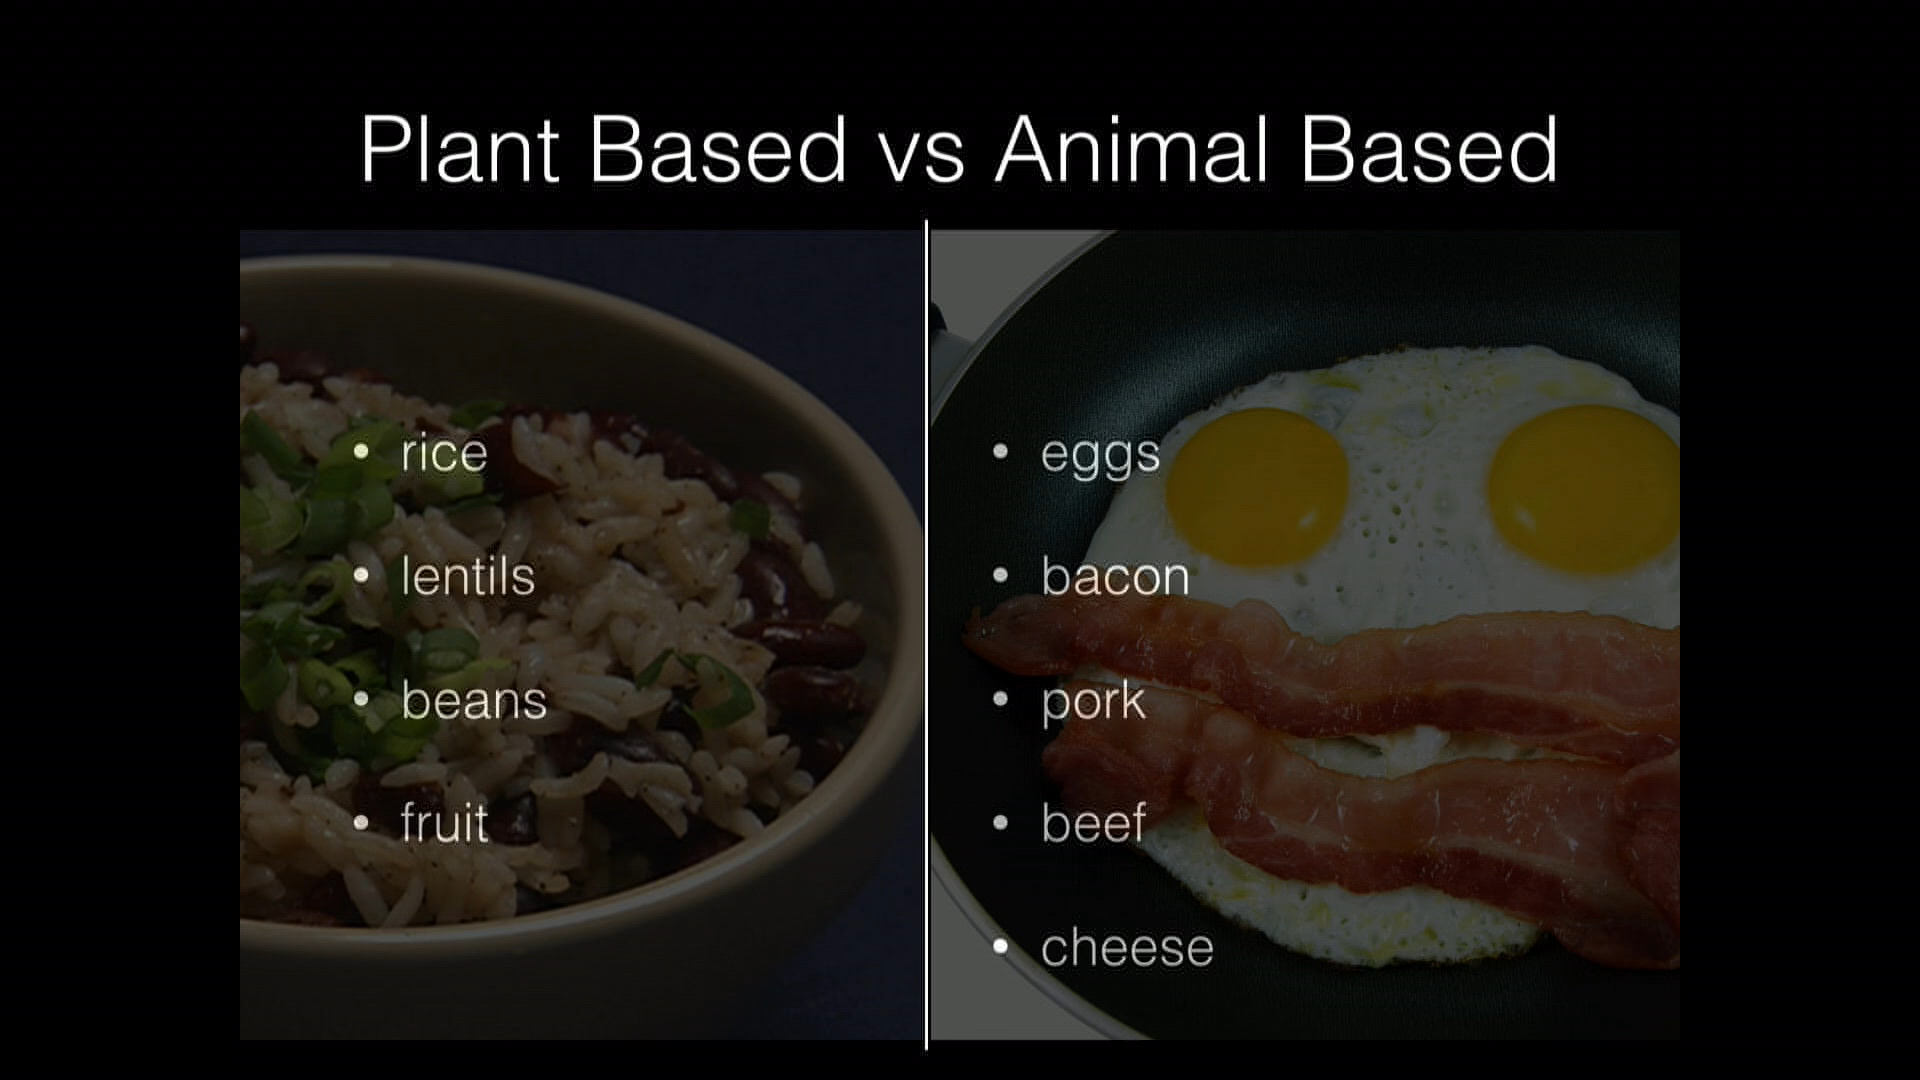 Plant Based vs Animal Based
• rice
• lentils
• beans
• fruit
• eggs
• bacon
• pork
• beef
• cheese